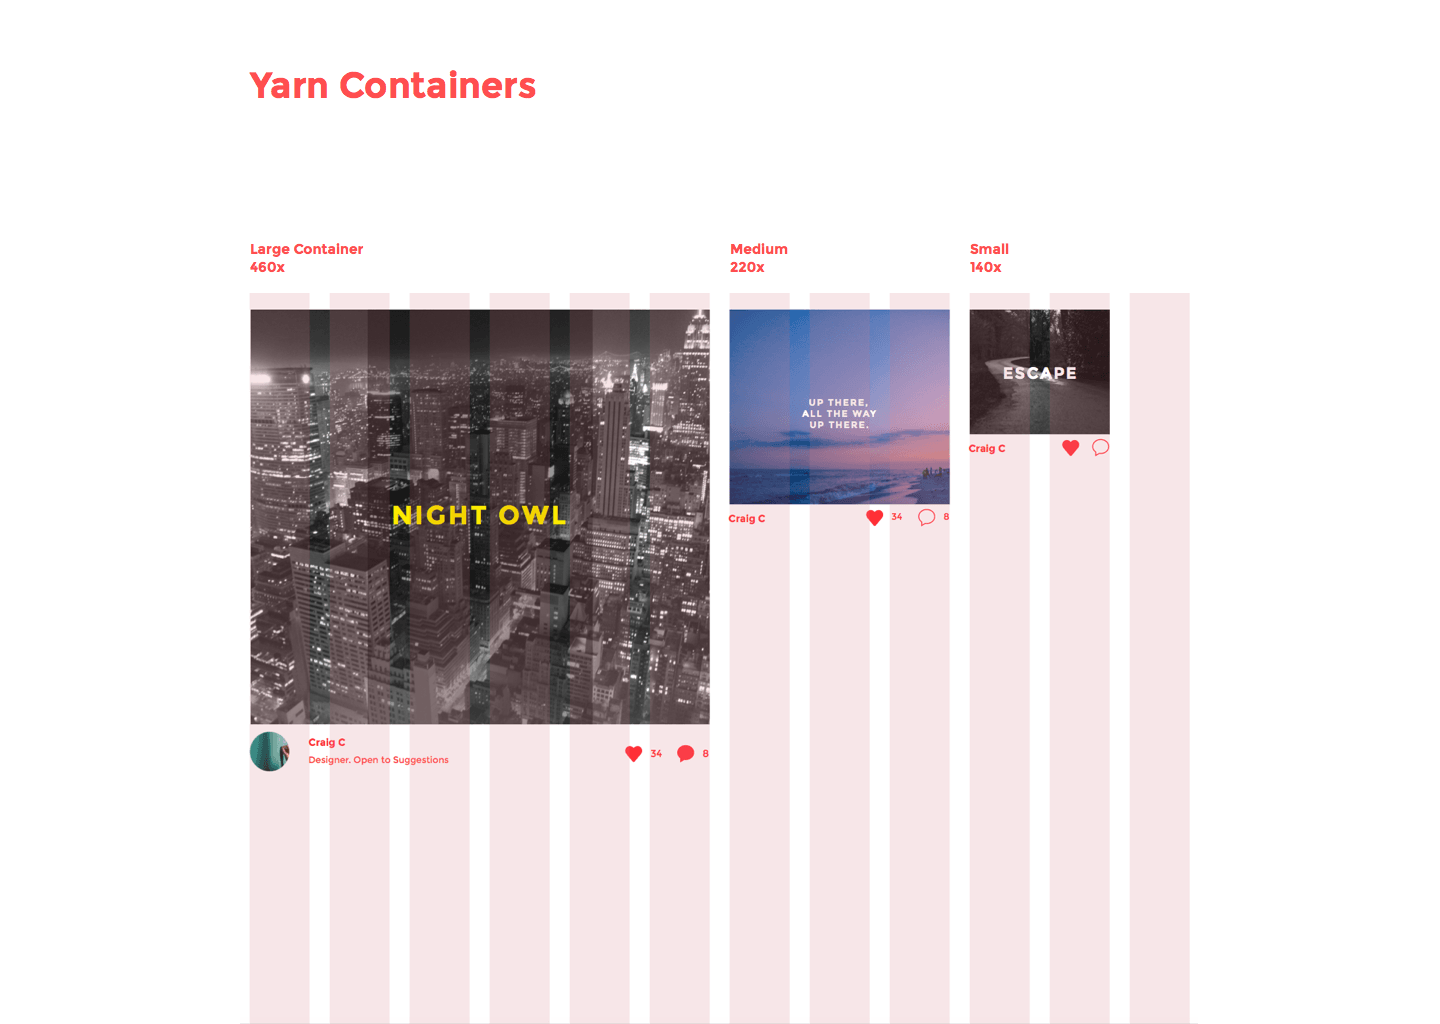 Yarn Containers
Large Container
460x
Medium
220x
Small
140x
NIGHT OWL
Craig C
Designer. Open to Suggestions
34
8
UP THERE,
ALL THE WAY
UP THERE.
Craig C
34
8
ESCAPE
Craig C